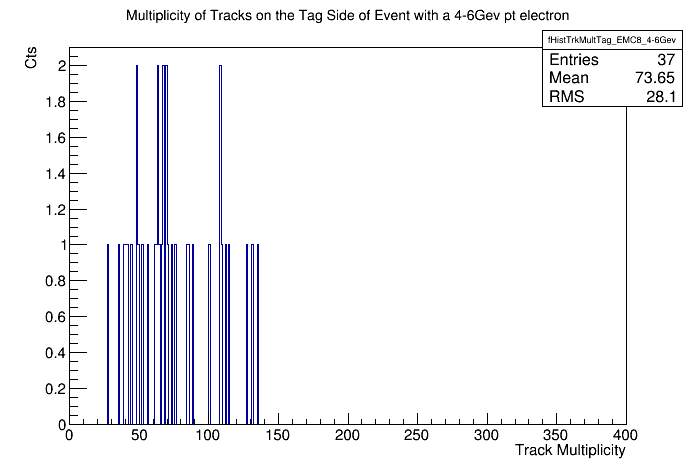 Multiplicity of Tracks on the Tag Side of Event with a 4-6Gev pt electron
fHistTrkMultTag_EMC8_4-6Gev
Entries 37
Mean 73.65
RMS 28.1
Cts
2
1.8
1.6
1.4
1.2
1
0.8
0.6
0.4
0.2
0
0 50 100 150 200 250 300 350 400
Track Multiplicity